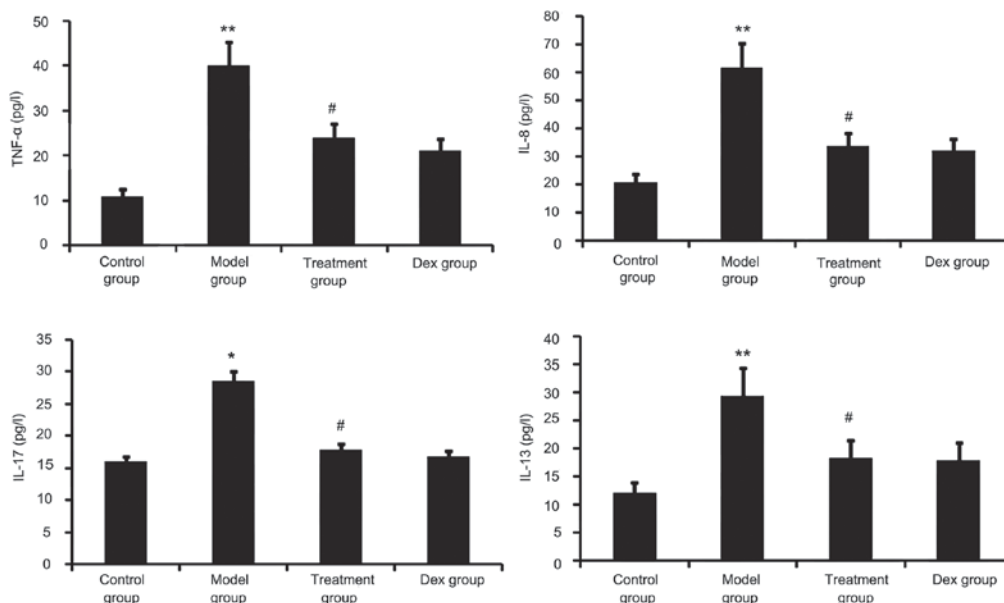 TNF-α (pg/l)
50
40
30
20
10
0
**
#
Control
group
Model
group
Treatment
group
Dex group
IL-8 (pg/l)
80
70
60
50
40
30
20
10
0
**
#
Control
group
Model
group
Treatment
group
Dex group
IL-17 (pg/l)
35
30
25
20
15
10
5
0
*
#
Control
group
Model
group
Treatment
group
Dex group
IL-13 (pg/l)
40
35
30
25
20
15
10
5
0
**
#
Control
group
Model
group
Treatment
group
Dex group